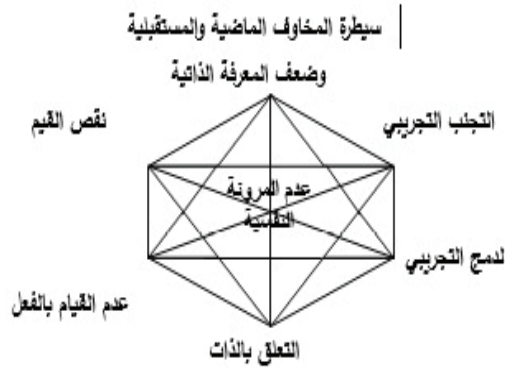 سيطرة المخاوف الماضية والمستقبلية
وضعف المعرفة الذاتية
التجنب التجريبي
نقص القيم
عدم المرونة
النفسية
لدمج التجريبي
عدم القيام بالفعل
التعلق بالذات